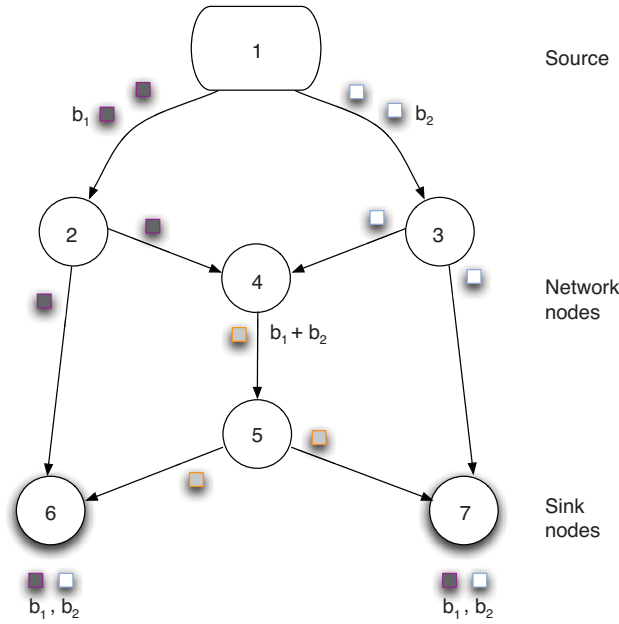 1
Source
b₁
b₂
2
3
4
Network
nodes
b₁ + b₂
5
6
7
Sink
nodes
b₁ , b₂
b₁ , b₂